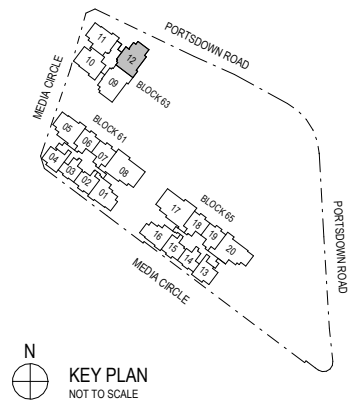 PORTSDOWN ROAD
MEDIA CIRCLE
11
12
10
09
BLOCK 63
BLOCK 61
05
06
07
08
04
03
02
01
BLOCK 65
17
18
19
20
16
15
14
13
MEDIA CIRCLE
PORTSDOWN ROAD
N
KEY PLAN
NOT TO SCALE